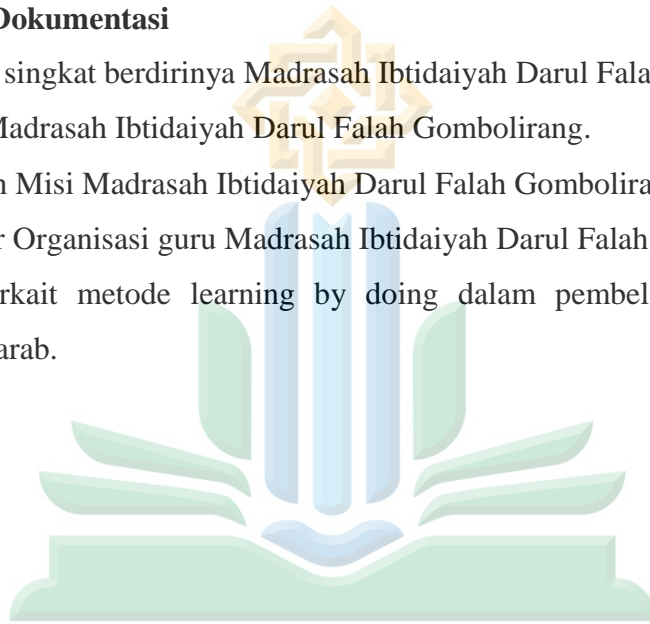 Dokumentasi
singkat berdirinya Madrasah Ibtidaiyah Darul Fala
Madrasah Ibtidaiyah Darul Falah Gombolirang.
n Misi Madrasah Ibtidaiyah Darul Falah Gombolira
r Organisasi guru Madrasah Ibtidaiyah Darul Falah
rkait metode learning by doing dalam pembel
arab.